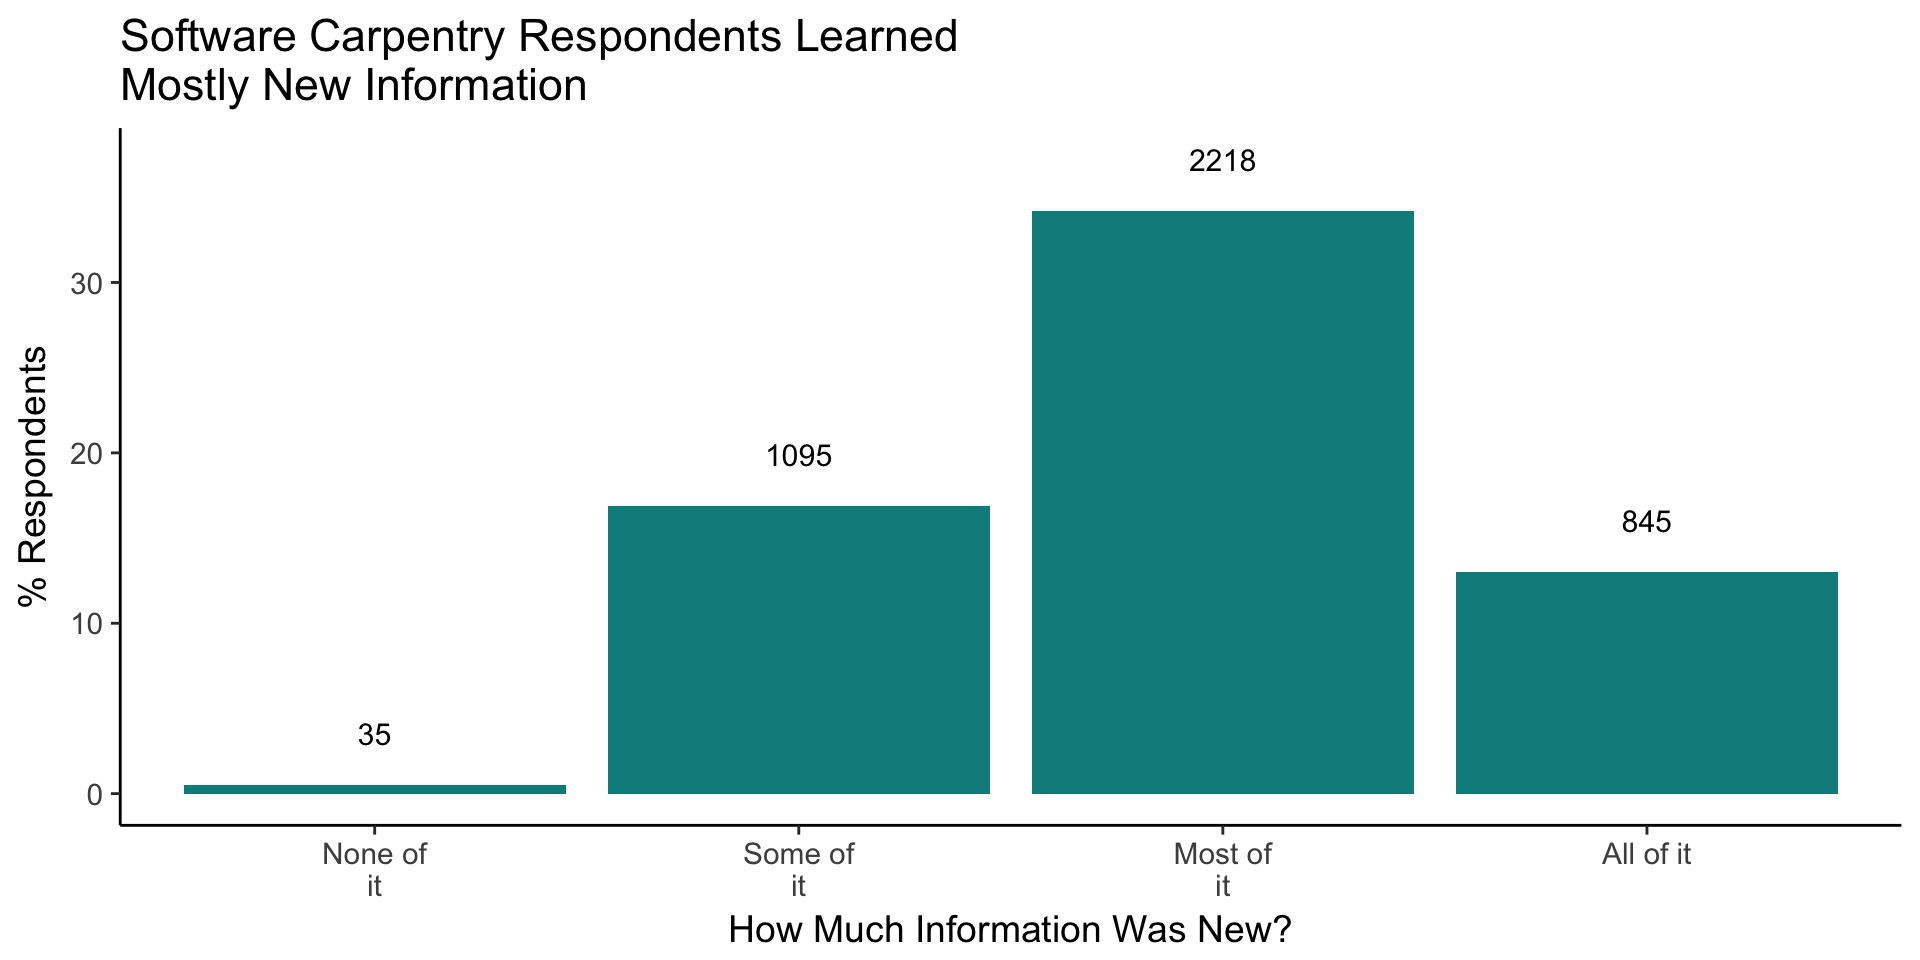 Software Carpentry Respondents Learned
Mostly New Information
2218
30
% Respondents
20
1095
845
10
35
0
None of
it
Some of
it
Most of
it
All of it
How Much Information Was New?